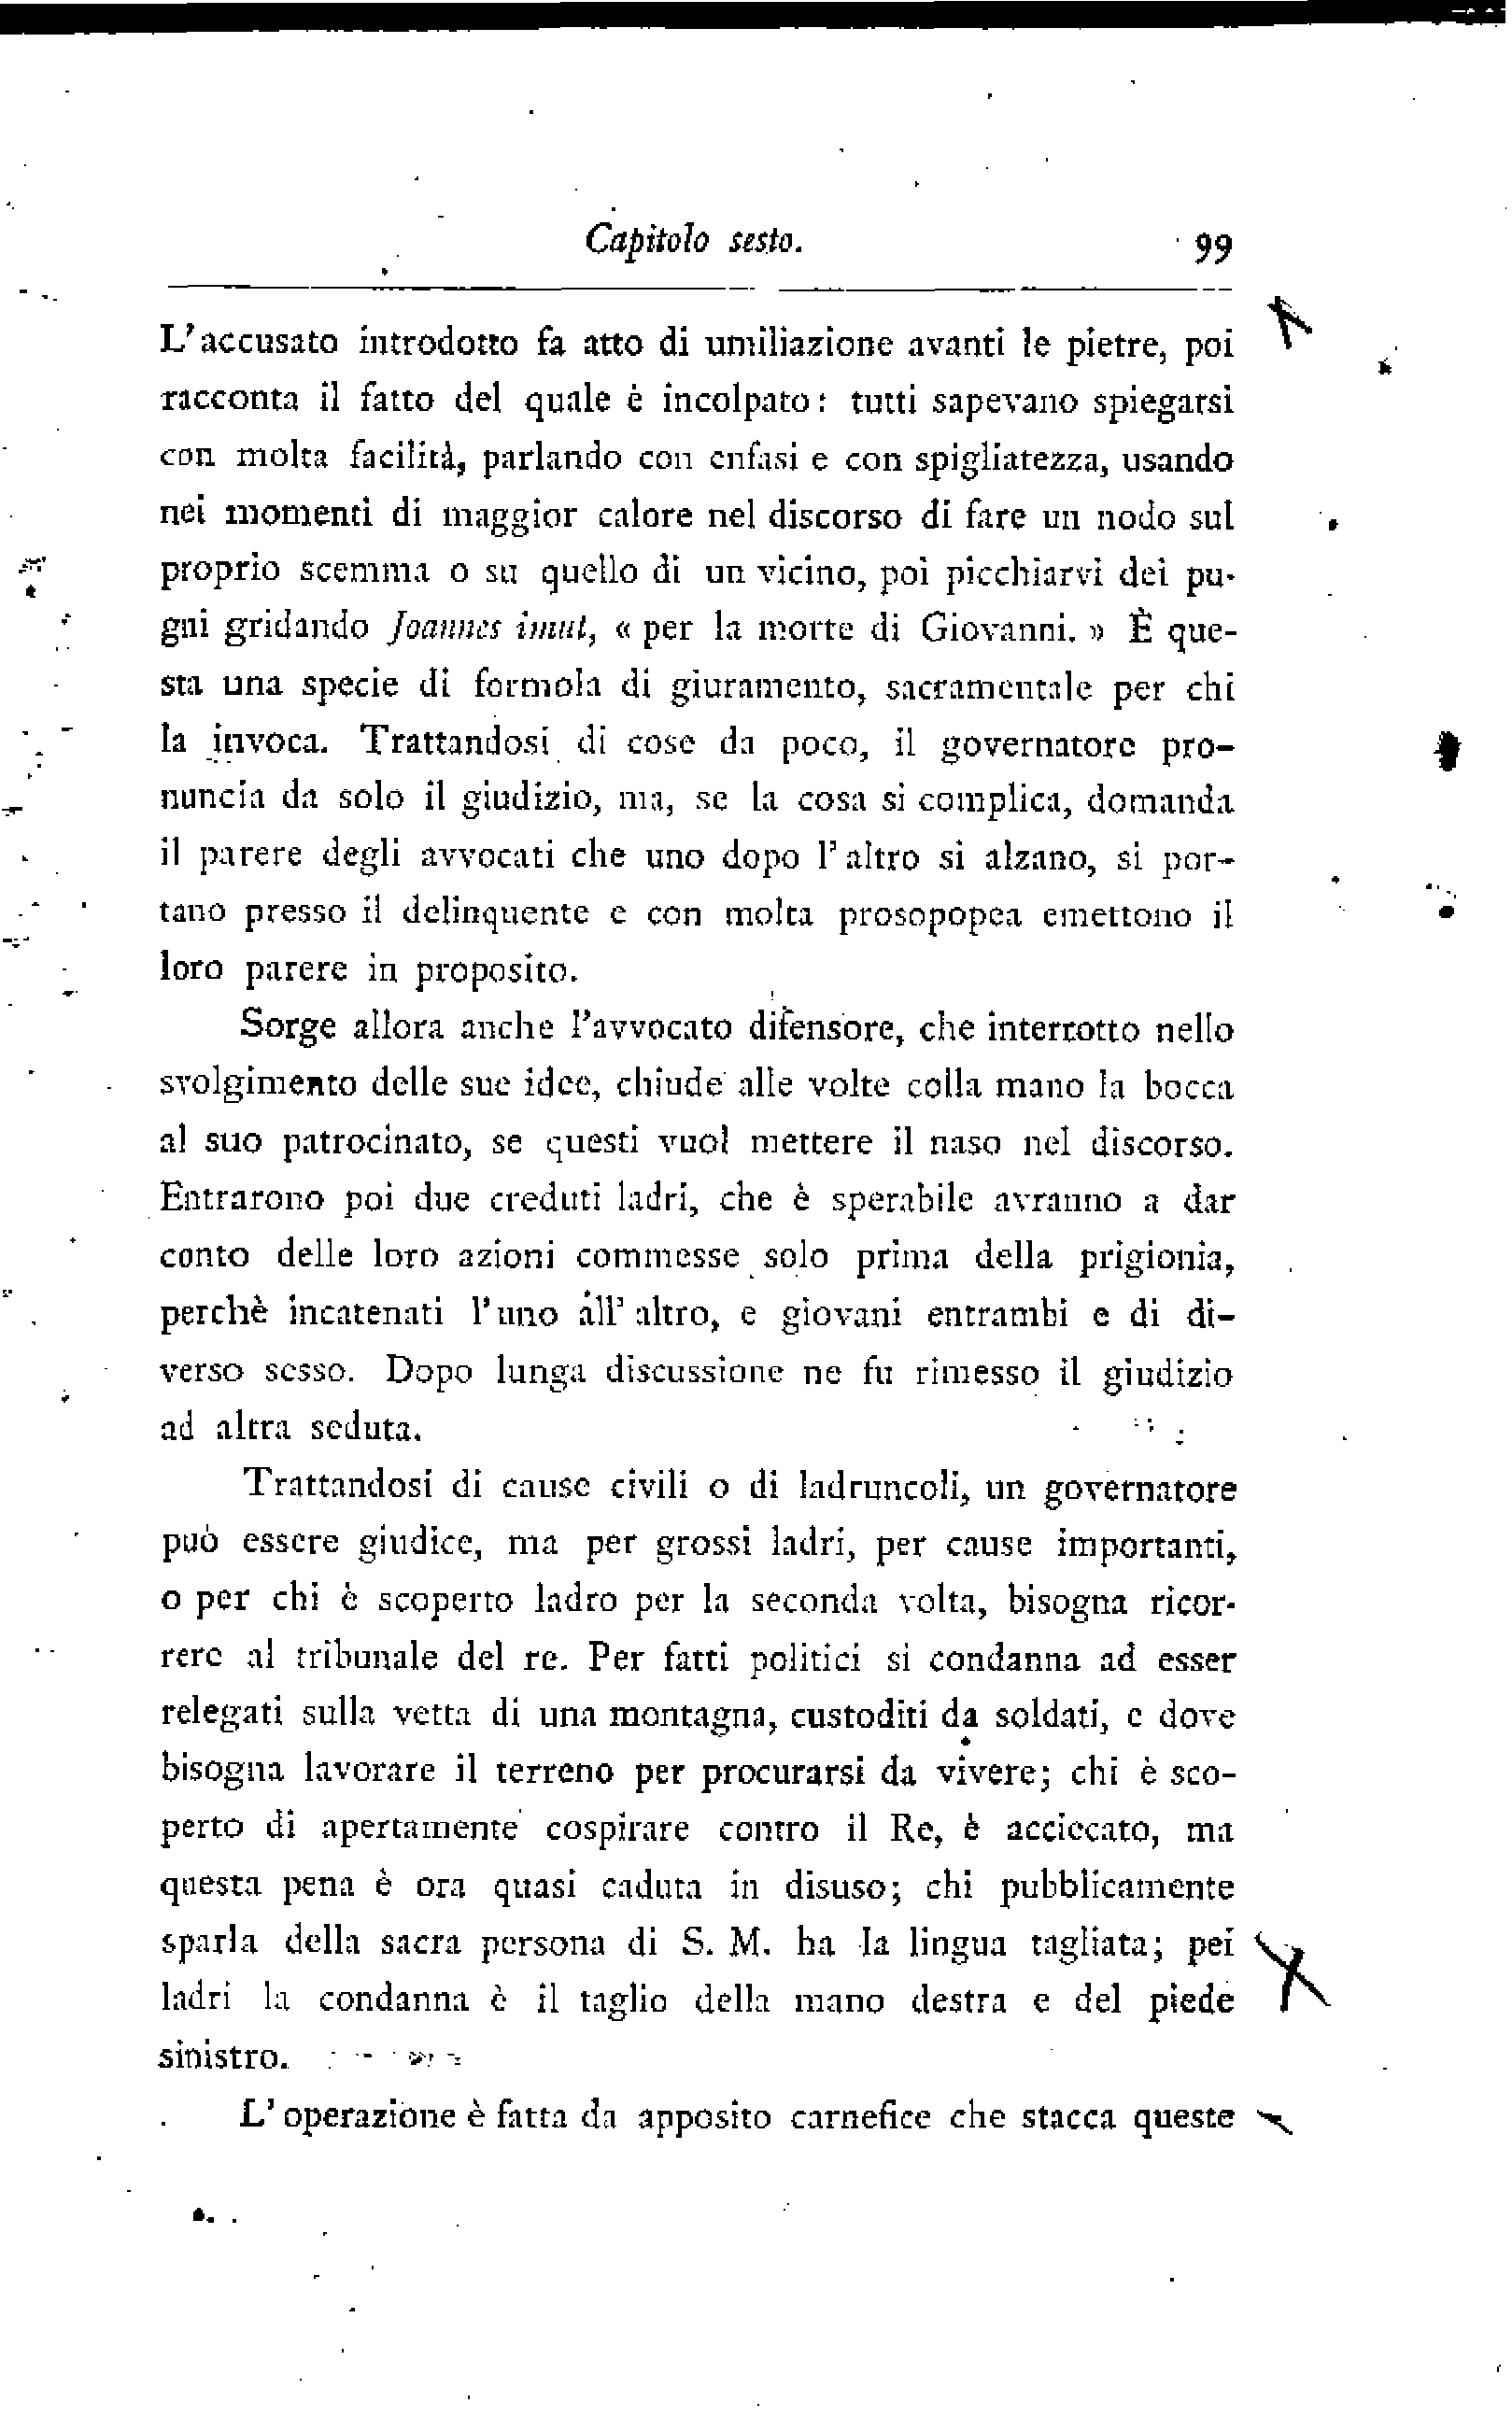 Capitolo sesto. 99
L'accusato introdotto fa atto di umiliazione avanti le pietre, poi
racconta il fatto del quale è incolpato: tutti sapevano spiegarsi
con molta facilità, parlando con enfasi e con spigliatezza, usando
nei momenti di maggior calore nel discorso di fare un nodo sul
proprio scemma o su quello di un vicino, poi picchiarvi dei pu-
gni gridando Joannes imut, « per la morte di Giovanni. » È que-
sta una specie di formola di giuramento, sacramentale per chi
la invoca. Trattandosi di cose da poco, il governatore pro-
nuncia da solo il giudizio, ma, se la cosa si complica, domanda
il parere degli avvocati che uno dopo l'altro si alzano, si por-
tano presso il delinquente e con molta prosopopea emettono il
loro parere in proposito.
Sorge allora anche l'avvocato difensore, che interrotto nello
svolgimento delle sue idee, chiude alle volte colla mano la bocca
al suo patrocinato, se questi vuol mettere il naso nel discorso.
Entrarono poi due creduti ladri, che è sperabile avranno a dar
conto delle loro azioni commesse solo prima della prigionia,
perchè incatenati l'uno all'altro, e giovani entrambi e di di-
verso sesso. Dopo lunga discussione ne fu rimesso il giudizio
ad altra seduta.
Trattandosi di cause civili o di ladruncoli, un governatore
può essere giudice, ma per grossi ladri, per cause importanti,
o per chi è scoperto ladro per la seconda volta, bisogna ricor-
rere al tribunale del re. Per fatti politici si condanna ad esser
relegati sulla vetta di una montagna, custoditi da soldati, e dove
bisogna lavorare il terreno per procurarsi da vivere; chi è sco-
perto di apertamente cospirare contro il Re, è acciecato, ma
questa pena è ora quasi caduta in disuso; chi pubblicamente
sparla della sacra persona di S. M. ha la lingua tagliata; pei
ladri la condanna è il taglio della mano destra e del piede
sinistro.
L'operazione è fatta da apposito carnefice che stacca queste